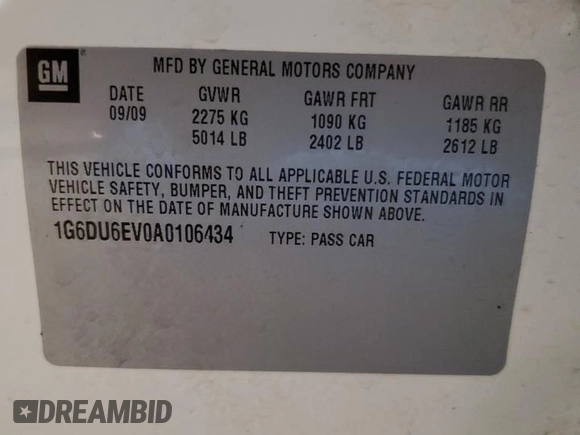 GM
MFD BY GENERAL MOTORS COMPANY
DATE GVWR GAWR FRT GAWR RR
09/09 2275 KG 1090 KG 1185 KG
5014 LB 2402 LB 2612 LB
THIS VEHICLE CONFORMS TO ALL APPLICABLE U.S. FEDERAL MOTOR
VEHICLE SAFETY, BUMPER, AND THEFT PREVENTION STANDARDS IN
EFFECT ON THE DATE OF MANUFACTURE SHOWN ABOVE.
1G6DU6EV0A0106434 TYPE: PASS CAR
DREAMBID